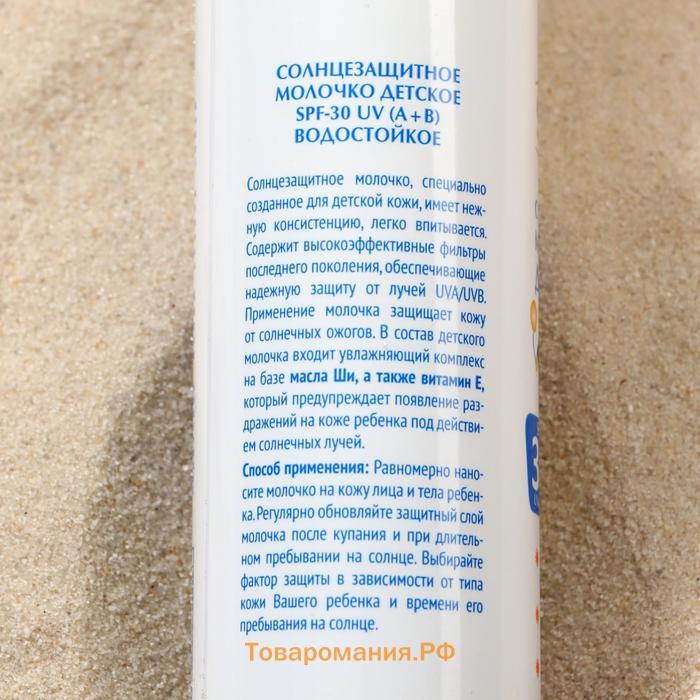 СОЛНЦЕЗАЩИТНОЕ
МОЛОЧКО ДЕТСКОЕ
SPF-30 UV (A+B)
ВОДОСТОЙКОЕ
Солнцезащитное молочко, специально
созданное для детской кожи, имеет неж-
ную консистенцию, легко впитывается.
Содержит высокоэффективные фильтры
последнего поколения, обеспечивающие
надежную защиту от лучей UVA/UVB.
Применение молочка защищает кожу
от солнечных ожогов. В состав детского
молочка входит увлажняющий комплекс
на базе масла Ши, а также витамин Е,
который предупреждает появление раз-
дражений на коже ребенка под действи-
ем солнечных лучей.
Способ применения: Равномерно нано-
сите молочко на кожу лица и тела ребен-
ка. Регулярно обновляйте защитный слой
молочка после купания и при длитель-
ном пребывании на солнце. Выбирайте
фактор защиты в зависимости от типа
кожи Вашего ребенка и времени его
пребывания на солнце.
Товаромания.РФ